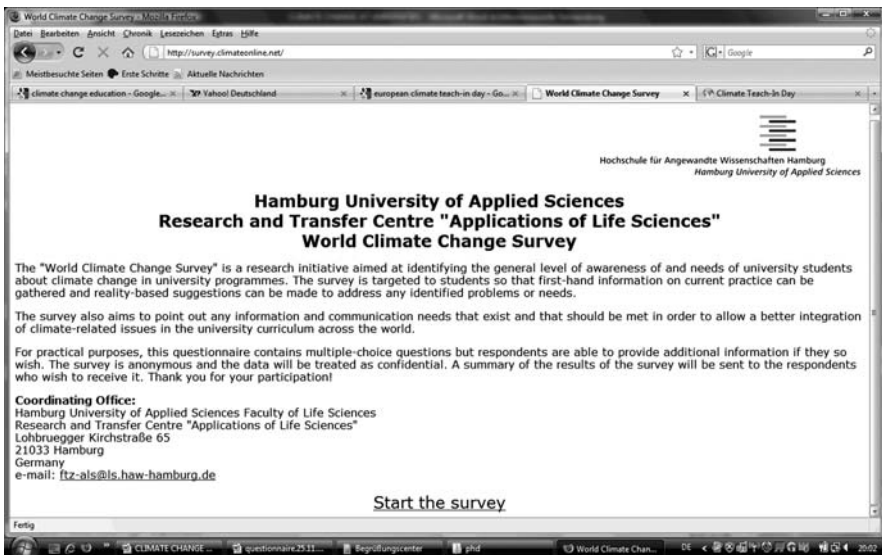 World Climate Change Survey - Mozilla Firefox
Datei Bearbeiten Ansicht Chronik Lesezeichen Extras Hilfe
http://survey.climateonline.net/
Google
Meistbesuchte Seiten Erste Schritte Aktuelle Nachrichten
climate change education - Google... Yahoo! Deutschland european climate teach-in day - Go... World Climate Change Survey Climate Teach-In Day
Hochschule für Angewandte Wissenschaften Hamburg
Hamburg University of Applied Sciences
Hamburg University of Applied Sciences
Research and Transfer Centre "Applications of Life Sciences"
World Climate Change Survey
The "World Climate Change Survey" is a research initiative aimed at identifying the general level of awareness of and needs of university students
about climate change in university programmes. The survey is targeted to students so that first-hand information on current practice can be
gathered and reality-based suggestions can be made to address any identified problems or needs.
The survey also aims to point out any information and communication needs that exist and that should be met in order to allow a better integration
of climate-related issues in the university curriculum across the world.
For practical purposes, this questionnaire contains multiple-choice questions but respondents are able to provide additional information if they so
wish. The survey is anonymous and the data will be treated as confidential. A summary of the results of the survey will be sent to the respondents
who wish to receive it. Thank you for your participation!
Coordinating Office:
Hamburg University of Applied Sciences Faculty of Life Sciences
Research and Transfer Centre "Applications of Life Sciences"
Lohbruegger Kirchstraße 65
21033 Hamburg
Germany
e-mail: ftz-als@ls.haw-hamburg.de
Start the survey
Fertig
CLIMATE CHANGE ... questionnaire.25.11.... Begrüßungscenter phd World Climate Chan... DE 20:02